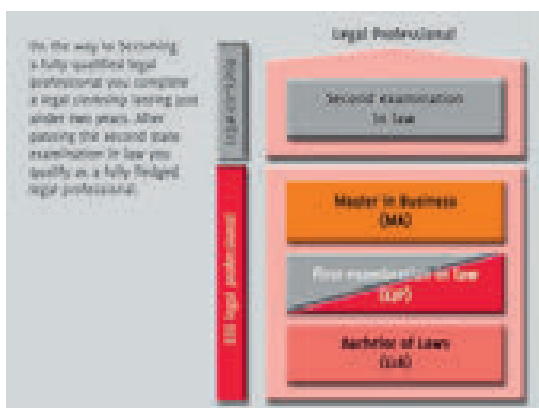 On the way to becoming
a fully qualified legal
professional you complete
a legal clerkship lasting just
under two years. After
passing the second state
examination in law you
qualify as a fully fledged
legal professional.
Legal Professional
Second examination
in law
Master in Business
(MA)
First examination in law
Bachelor of Laws
(LLB)
legal professional